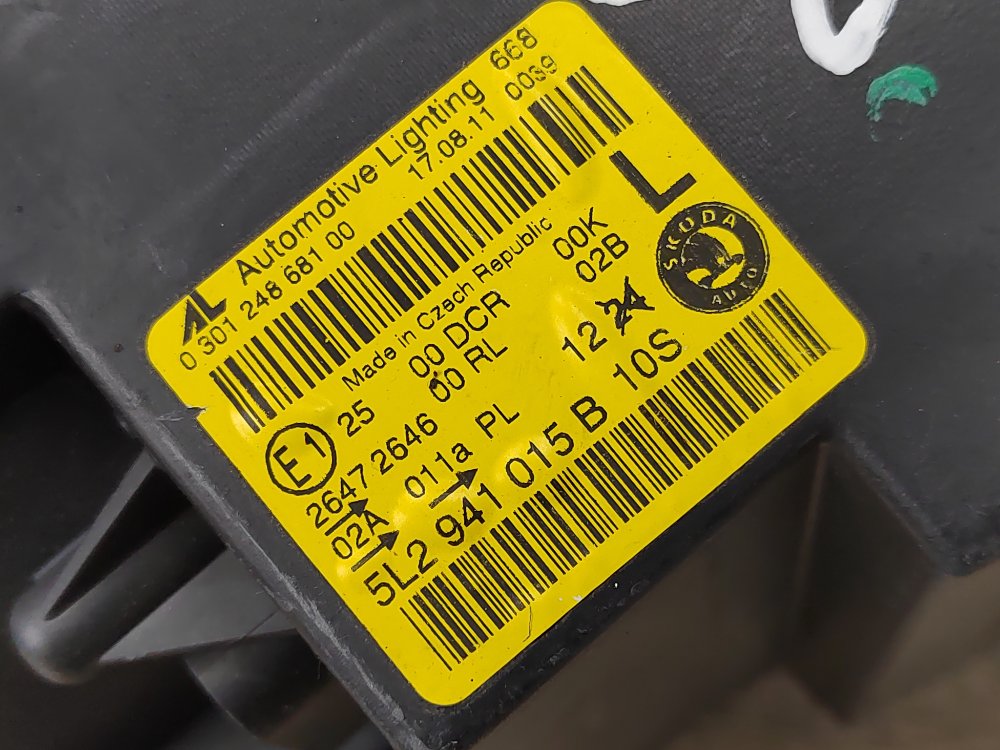 AL Automotive Lighting 668
0 301 248 681 00 17.08.11 0039
L
Made in Czech Republic
SKODA
AUTO
E1 25 00 DCR 00K
00 RL 02B
2647 2646
02A 011a PL 12 24
5L2 941 015 B 10S